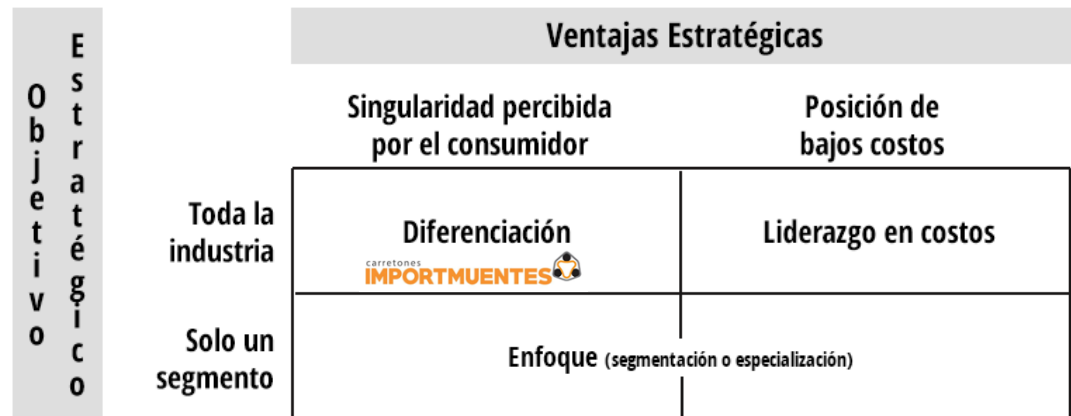 Objetivo
Estratégico
Ventajas Estratégicas
Singularidad percibida
por el consumidor
Posición de
bajos costos
Toda la
industria
Diferenciación
carretones
IMPORTMUENTES
Liderazgo en costos
Solo un
segmento
Enfoque (segmentación o especialización)